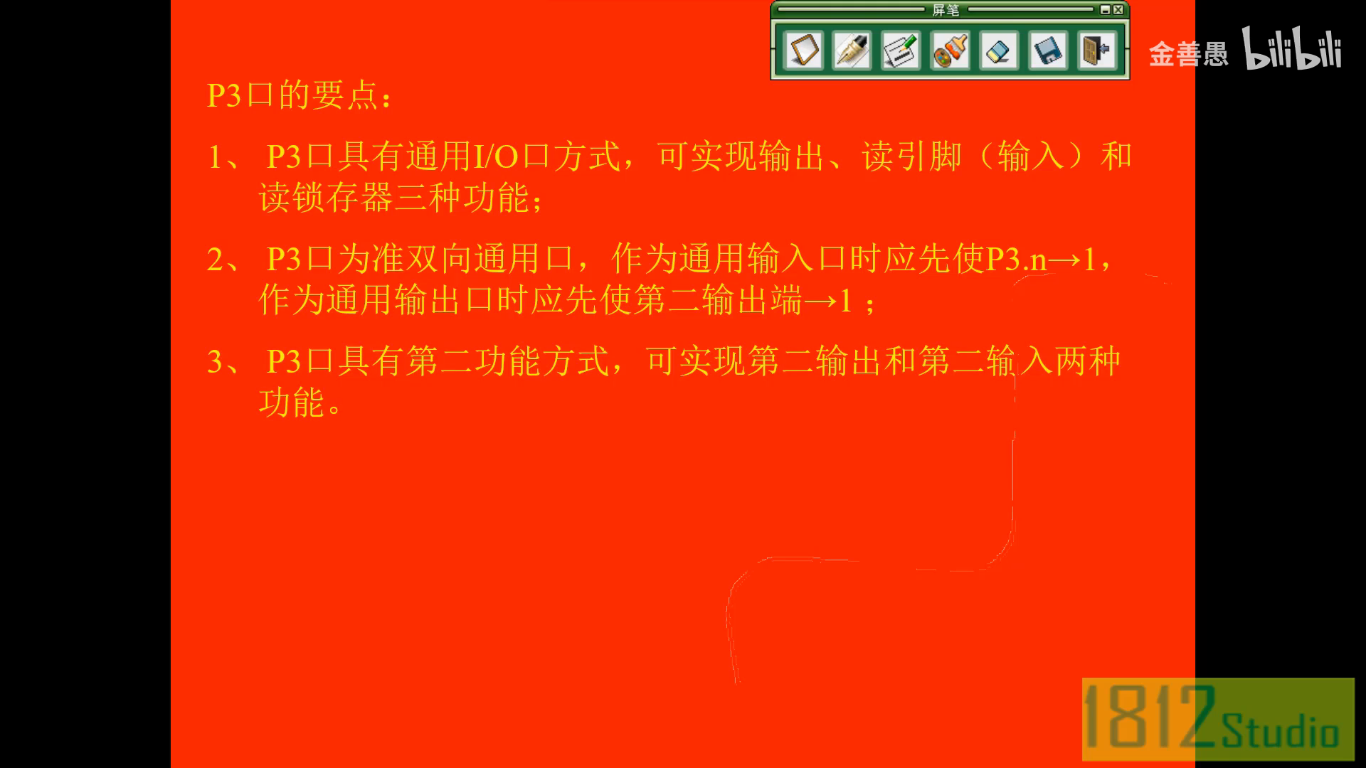 屏笔
金善愚 bilibili
P3口的要点：
1、 P3口具有通用I/O口方式，可实现输出、读引脚（输入）和
读锁存器三种功能；
2、 P3口为准双向通用口，作为通用输入口时应先使P3.n→1，
作为通用输出口时应先使第二输出端→1 ；
3、 P3口具有第二功能方式，可实现第二输出和第二输入两种
功能。
1812 Studio